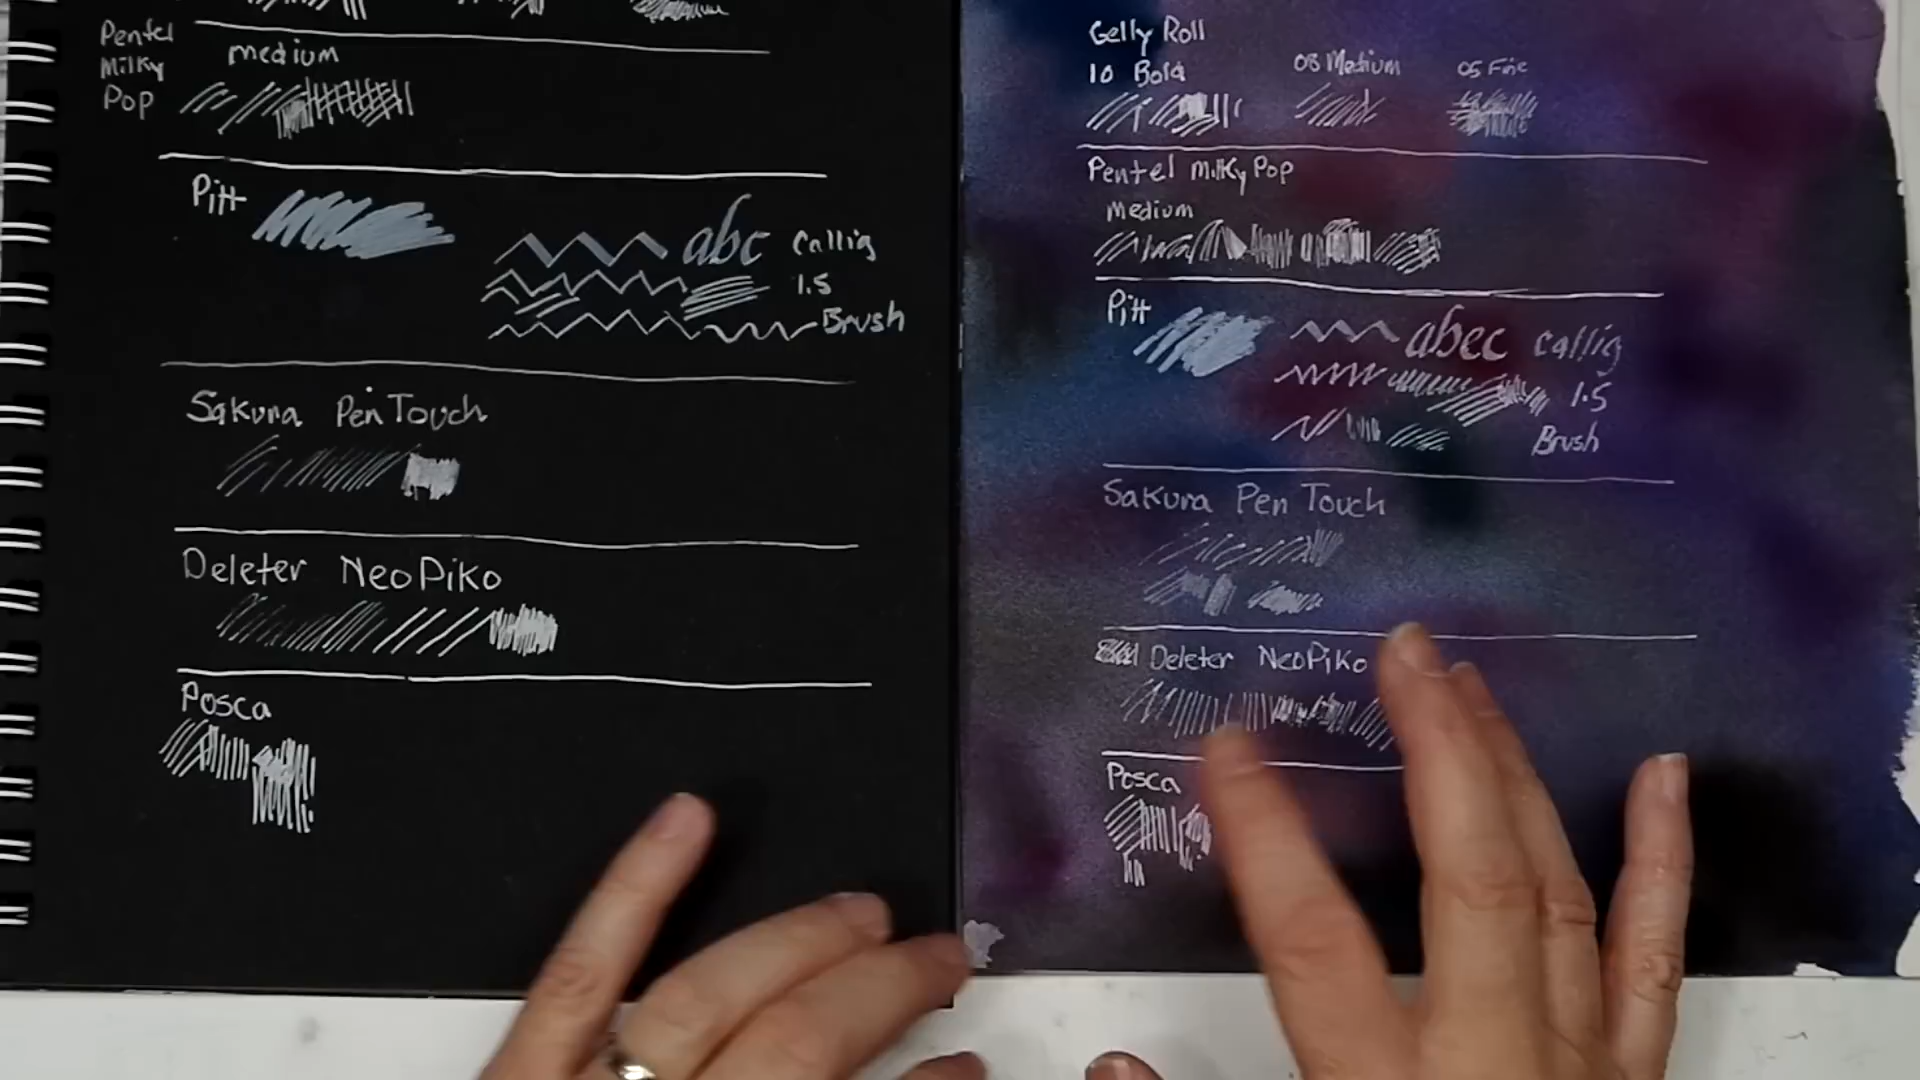 Pentel
Milky
Pop
medium
Pitt
abc
Callig
1.5
Brush
Sakura Pen Touch
Deleter NeoPiko
Posca
Gelly Roll
10 Bold
08 Medium
05 Fine
Pentel Milky Pop
Medium
Pitt
abec
Callig
1.5
Brush
Sakura Pen Touch
Deleter NeoPiko
Posca